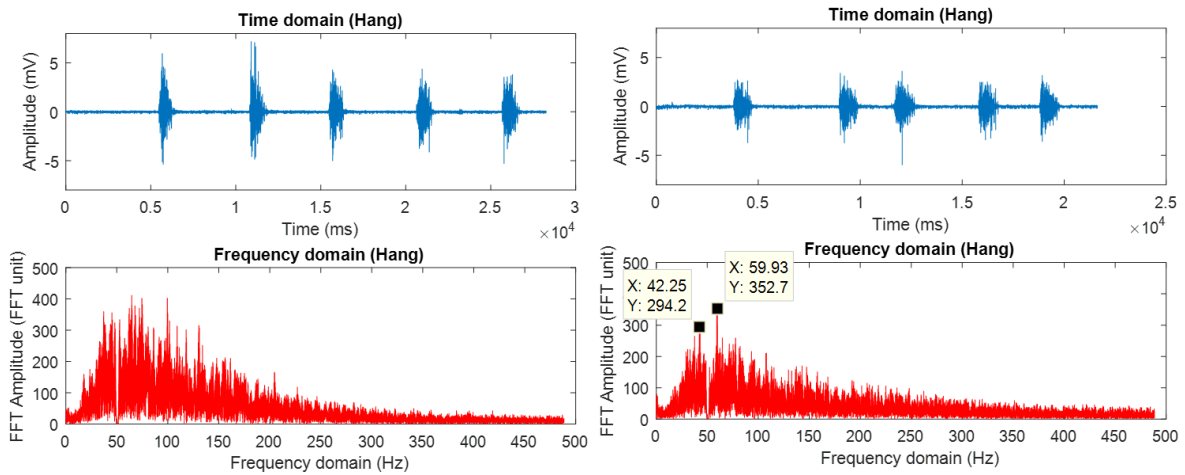 Time domain (Hang)
5
0
-5
Amplitude (mV)
0 0.5 1 1.5 2 2.5 3
Time (ms)
×10⁴
Time domain (Hang)
5
0
-5
Amplitude (mV)
0 0.5 1 1.5 2 2.5
Time (ms)
×10⁴
Frequency domain (Hang)
500
400
300
200
100
0
FFT Amplitude (FFT unit)
0 50 100 150 200 250 300 350 400 450 500
Frequency domain (Hz)
Frequency domain (Hang)
500
X: 59.93
Y: 352.7
X: 42.25
Y: 294.2
300
200
100
0
FFT Amplitude (FFT unit)
0 50 100 150 200 250 300 350 400 450 500
Frequency domain (Hz)